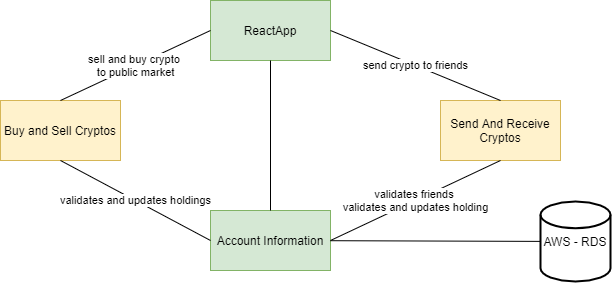 ReactApp
sell and buy crypto
to public market
send crypto to friends
Buy and Sell Cryptos
Send And Receive
Cryptos
validates and updates holdings
validates friends
validates and updates holding
Account Information
AWS - RDS